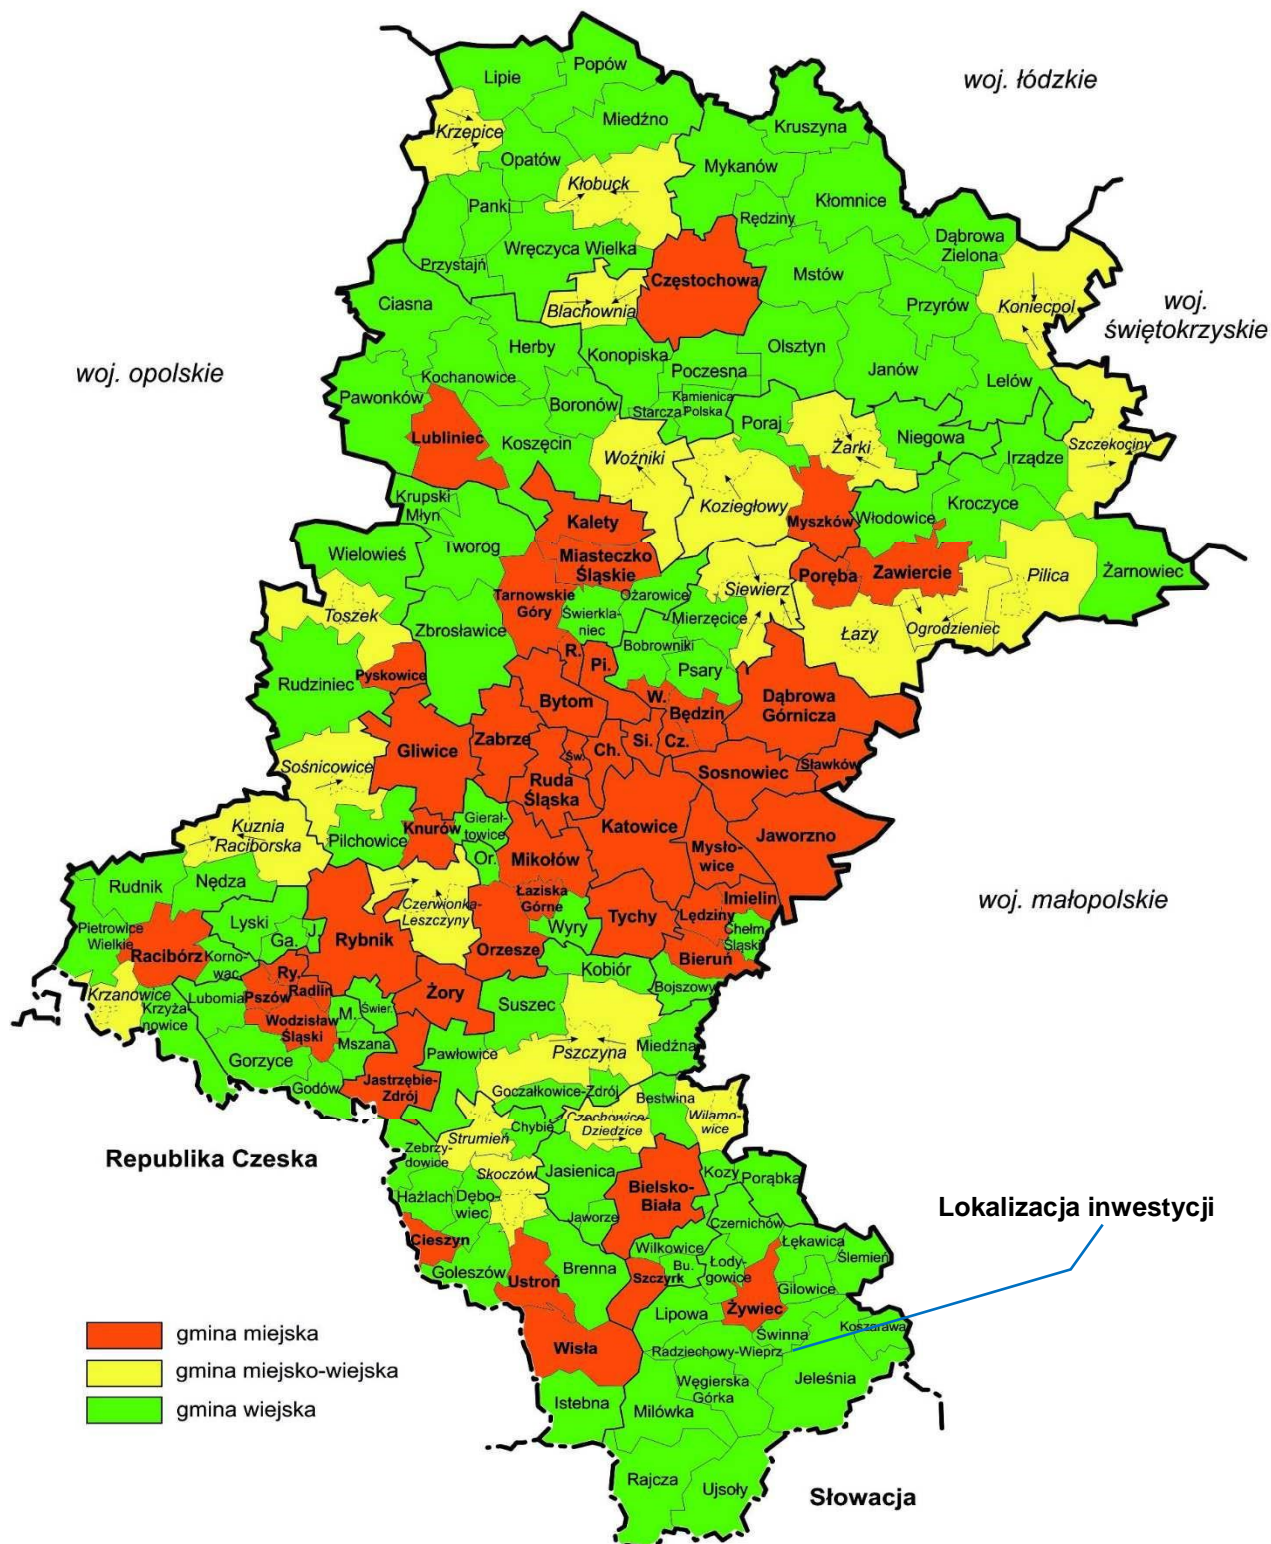 Popów
Lipie
woj. łódzkie
Miedźno
Kruszyna
Krzepice
Opatów
Mykanów
Kłobuck
Kłomnice
Panki
Rędziny
Dąbrowa
Zielona
Wręczyca Wielka
Przystajń
Mstów
Częstochowa
Ciasna
Przyrów
Koniecpol
woj.
świętokrzyskie
Blachownia
Herby
Konopiska
Olsztyn
woj. opolskie
Kochanowice
Poczesna
Janów
Lelów
Pawonków
Boronów
Kamienica
Polska
Starcza
Poraj
Lubliniec
Koszęcin
Woźniki
Żarki
Niegowa
Szczekociny
Irządze
Krupski
Młyn
Koziegłowy
Kroczyce
Kalety
Myszków
Włodowice
Wielowieś
Tworóg
Miasteczko
Śląskie
Poręba
Zawiercie
Pilica
Żarnowiec
Toszek
Tarnowskie
Góry
Ożarowice
Siewierz
Świerkla-
niec
Mierzęcice
Zbrosławice
Łazy
Ogrodzieniec
Bobrowniki
R.
Pi.
Psary
Pyskowice
Rudziniec
Bytom
W.
Będzin
Dąbrowa
Górnicza
Gliwice
Zabrze
Św.
Ch.
Si.
Cz.
Sośnicowice
Sosnowiec
Sławków
Ruda
Śląska
Katowice
Kuznia
Raciborska
Pilchowice
Knurów
Gierał-
towice
Mysło-
wice
Jaworzno
Or.
Mikołów
Rudnik
Nędza
Czerwionka-
Leszczyny
Łaziska
Górne
Tychy
Lędziny
Imielin
woj. małopolskie
Pietrowice
Wielkie
Lyski
Ga.
J.
Rybnik
Wyry
Chełm
Śląski
Racibórz
Korno-
wac
Orzesze
Bieruń
Ry.
Kobiór
Bojszowy
Krzanowice
Lubomia
Pszów
Radlin
Żory
Suszec
Krzyża-
nowice
Wodzisław
Śląski
M.
Świer.
Mszana
Pawłowice
Pszczyna
Miedźna
Gorzyce
Godów
Jastrzębie-
Zdrój
Goczałkowice-Zdrój
Bestwina
Strumień
Chybie
Czechowice-
Dziedzice
Wilamo-
wice
Republika Czeska
Zebrzy-
dowice
Skoczów
Jasienica
Kozy
Porąbka
Hażlach
Dębo-
wiec
Bielsko-
Biała
Lokalizacja inwestycji
Jaworze
Czernichów
Cieszyn
Łękawica
Ślemień
Wilkowice
Goleszów
Ustroń
Brenna
Szczyrk
Bu.
Łody-
gowice
Gilowice
Lipowa
Żywiec
gmina miejska
Świnna
Koszarawa
Wisła
Radziechowy-Wieprz
gmina miejsko-wiejska
Węgierska
Górka
Jeleśnia
gmina wiejska
Istebna
Milówka
Rajcza
Ujsoły
Słowacja